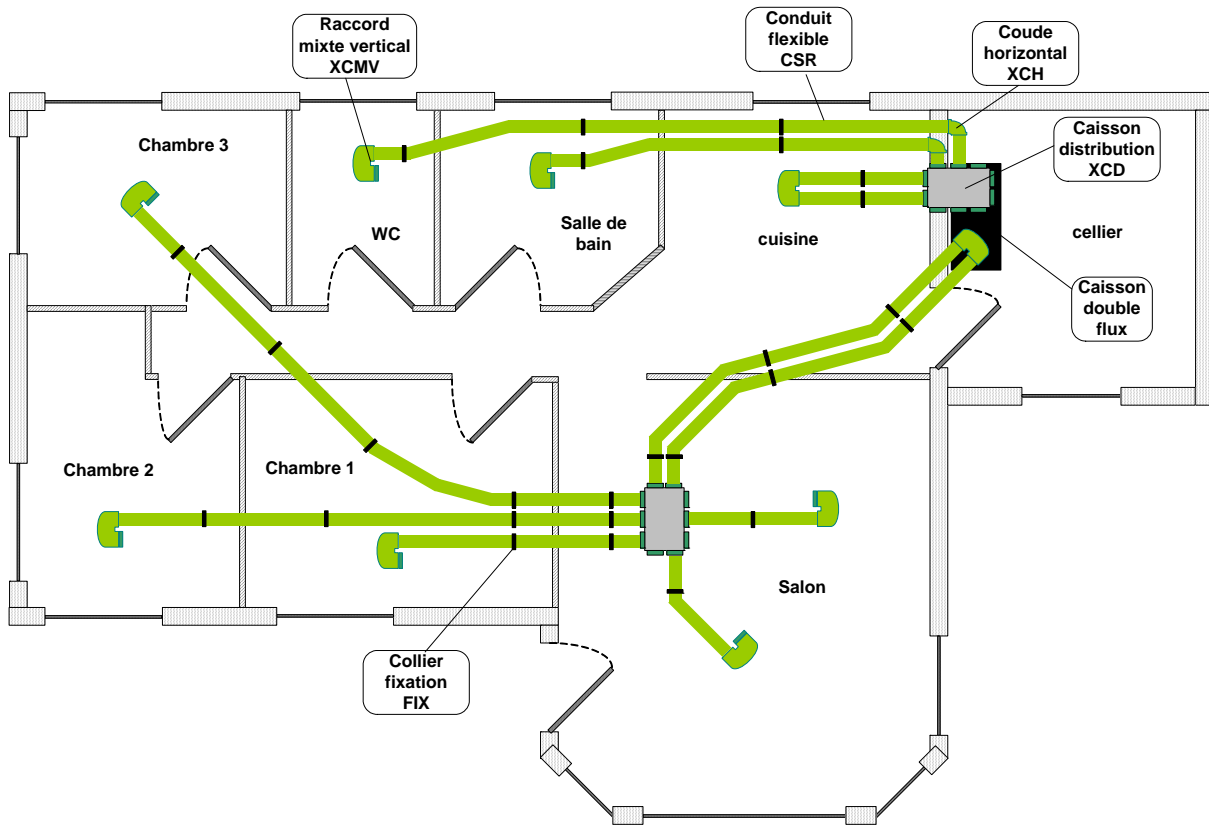 Raccord
mixte vertical
XCMV
Conduit
flexible
CSR
Coude
horizontal
XCH
Chambre 3
Caisson
distribution
XCD
WC
Salle de
bain
cuisine
cellier
Caisson
double
flux
Chambre 2
Chambre 1
Salon
Collier
fixation
FIX